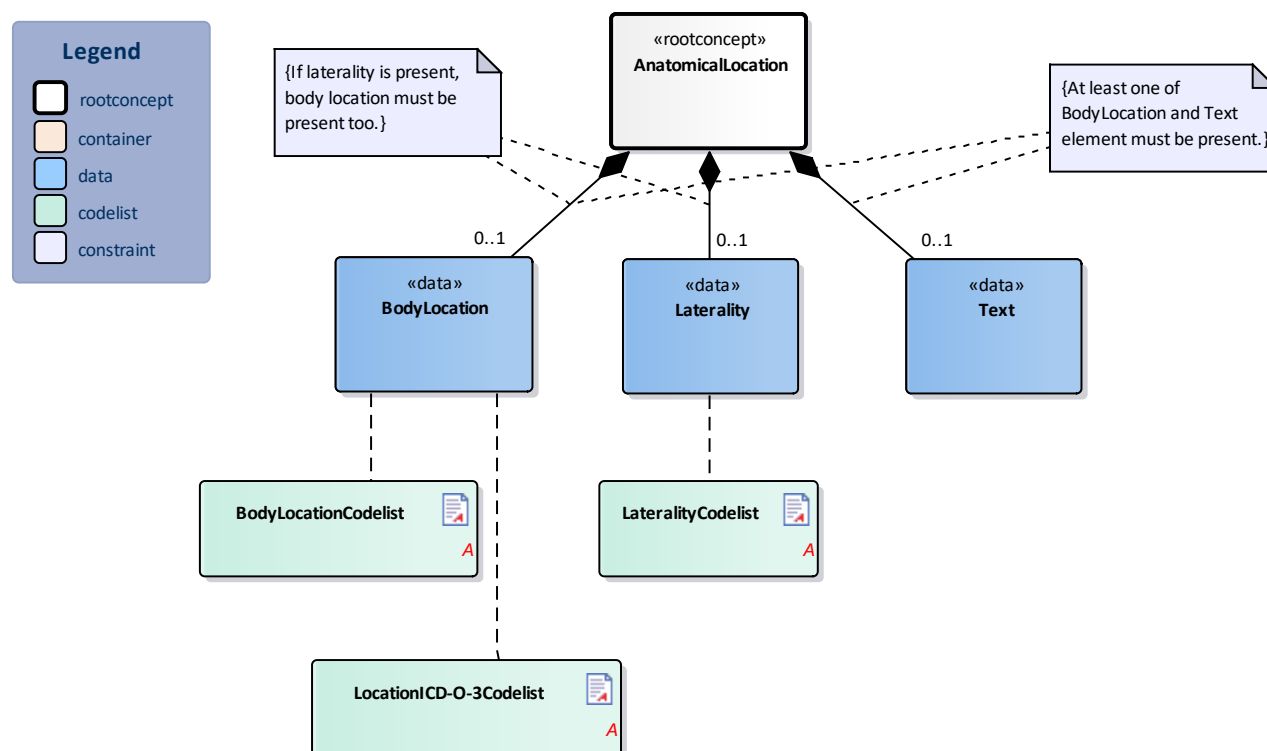 Legend
rootconcept
container
data
codelist
constraint
{If laterality is present,
body location must be
present too.}
«rootconcept»
AnatomicalLocation
{At least one of
BodyLocation and Text
element must be present.}
0..1
0..1
0..1
«data»
BodyLocation
«data»
Laterality
«data»
Text
BodyLocationCodelist
A
LateralityCodelist
A
LocationICD-O-3Codelist
A